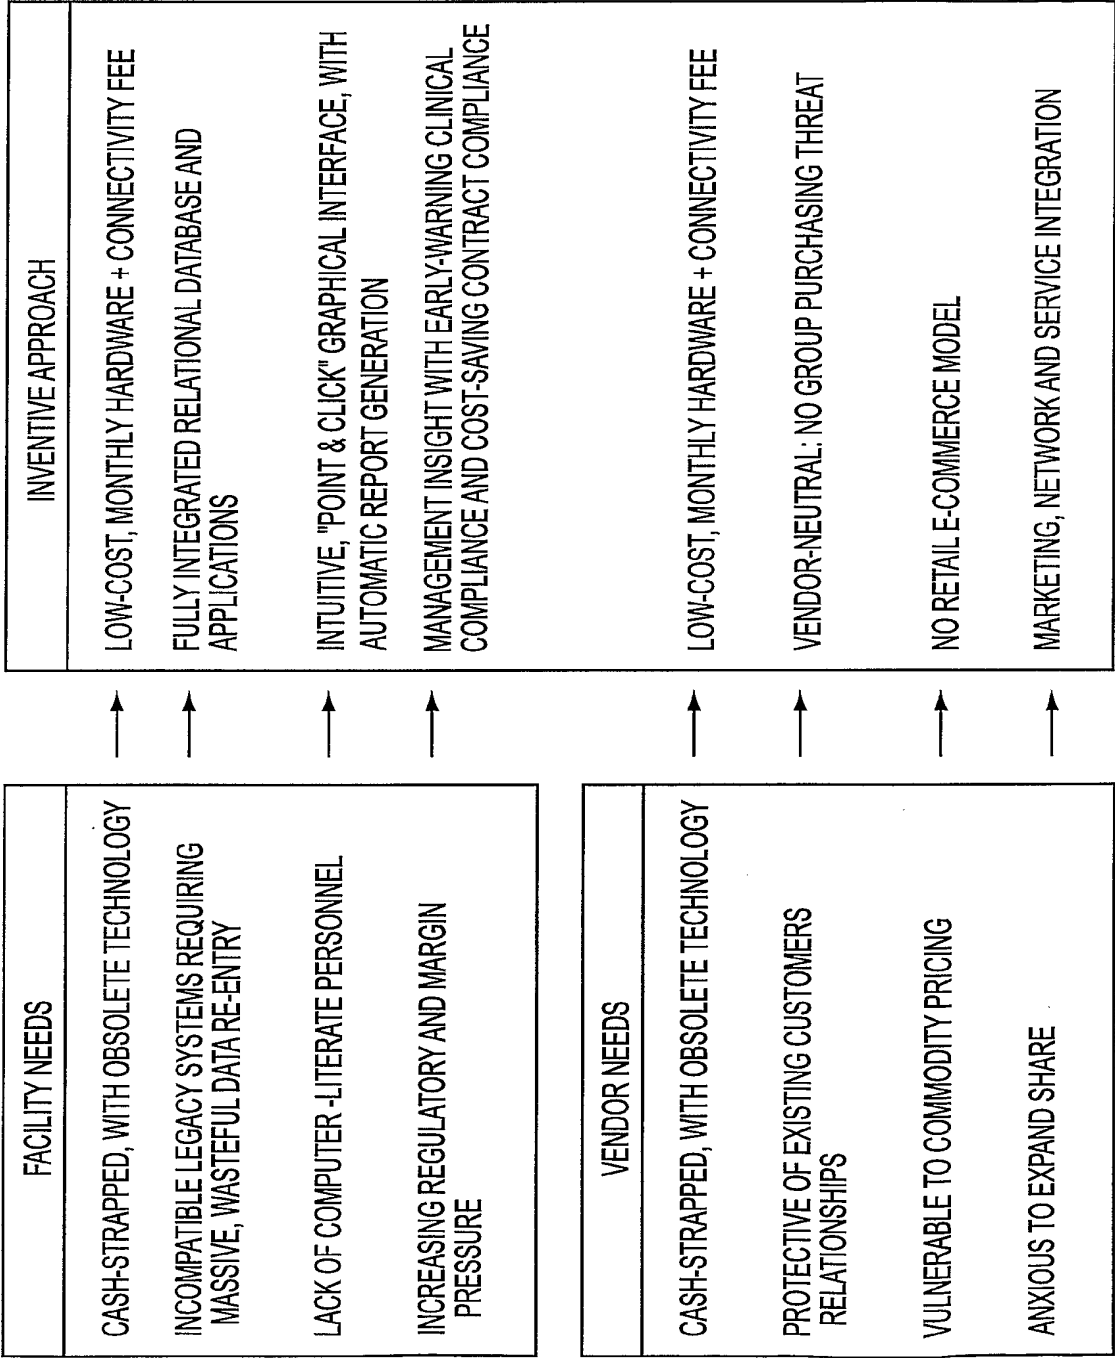 FACILITY NEEDS
CASH-STRAPPED, WITH OBSOLETE TECHNOLOGY
INCOMPATIBLE LEGACY SYSTEMS REQUIRING
MASSIVE, WASTEFUL DATA RE-ENTRY
LACK OF COMPUTER -LITERATE PERSONNEL
INCREASING REGULATORY AND MARGIN
PRESSURE
VENDOR NEEDS
CASH-STRAPPED, WITH OBSOLETE TECHNOLOGY
PROTECTIVE OF EXISTING CUSTOMERS
RELATIONSHIPS
VULNERABLE TO COMMODITY PRICING
ANXIOUS TO EXPAND SHARE
INVENTIVE APPROACH
LOW-COST, MONTHLY HARDWARE + CONNECTIVITY FEE
FULLY INTEGRATED RELATIONAL DATABASE AND
APPLICATIONS
INTUITIVE, "POINT & CLICK" GRAPHICAL INTERFACE, WITH
AUTOMATIC REPORT GENERATION
MANAGEMENT INSIGHT WITH EARLY-WARNING CLINICAL
COMPLIANCE AND COST-SAVING CONTRACT COMPLIANCE
LOW-COST, MONTHLY HARDWARE + CONNECTIVITY FEE
VENDOR-NEUTRAL: NO GROUP PURCHASING THREAT
NO RETAIL E-COMMERCE MODEL
MARKETING, NETWORK AND SERVICE INTEGRATION